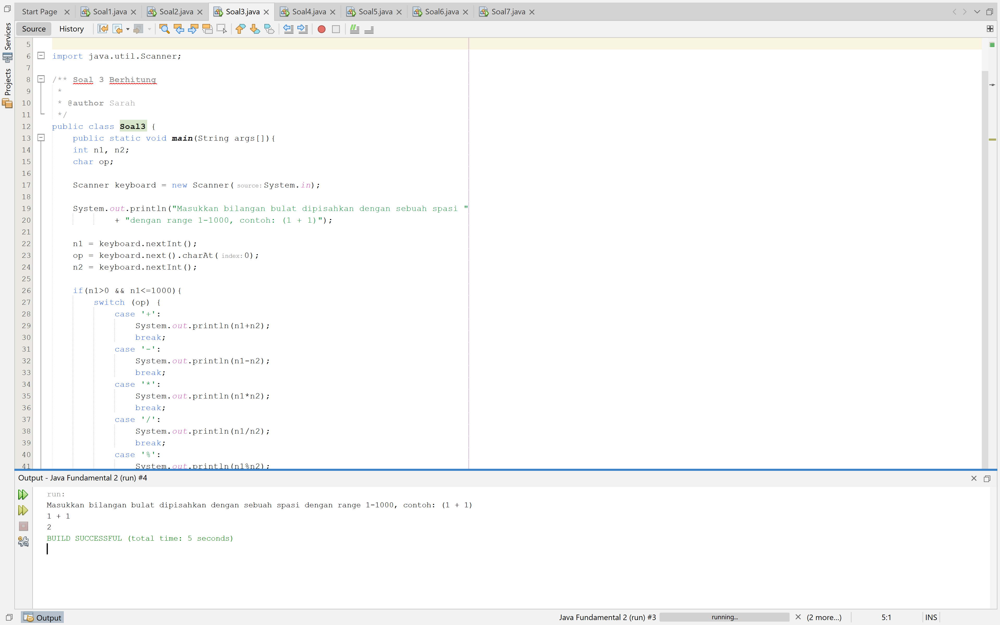 Start Page Soal1.java Soal2.java Soal3.java Soal4.java Soal5.java Soal6.java Soal7.java
Source History
Services
Projects
5
6 import java.util.Scanner;
7
8 /** Soal 3 Berhitung
9 *
10 * @author Sarah
11 */
12 public class Soal3 {
13 public static void main(String args[]){
14 int n1, n2;
15 char op;
16
17 Scanner keyboard = new Scanner( source: System.in);
18
19 System.out.println("Masukkan bilangan bulat dipisahkan dengan sebuah spasi "
20 + "dengan range 1-1000, contoh: (1 + 1)");
21
22 n1 = keyboard.nextInt();
23 op = keyboard.next().charAt( index: 0);
24 n2 = keyboard.nextInt();
25
26 if(n1>0 && n1<=1000){
27 switch (op) {
28 case '+':
29 System.out.println(n1+n2);
30 break;
31 case '-':
32 System.out.println(n1-n2);
33 break;
34 case '*':
35 System.out.println(n1*n2);
36 break;
37 case '/':
38 System.out.println(n1/n2);
39 break;
40 case '%':
41 System.out.println(n1%n2);
Output - Java Fundamental 2 (run) #4
run:
Masukkan bilangan bulat dipisahkan dengan sebuah spasi dengan range 1-1000, contoh: (1 + 1)
1 + 1
2
BUILD SUCCESSFUL (total time: 5 seconds)
Output Java Fundamental 2 (run) #3 running... (2 more...) 5:1 INS